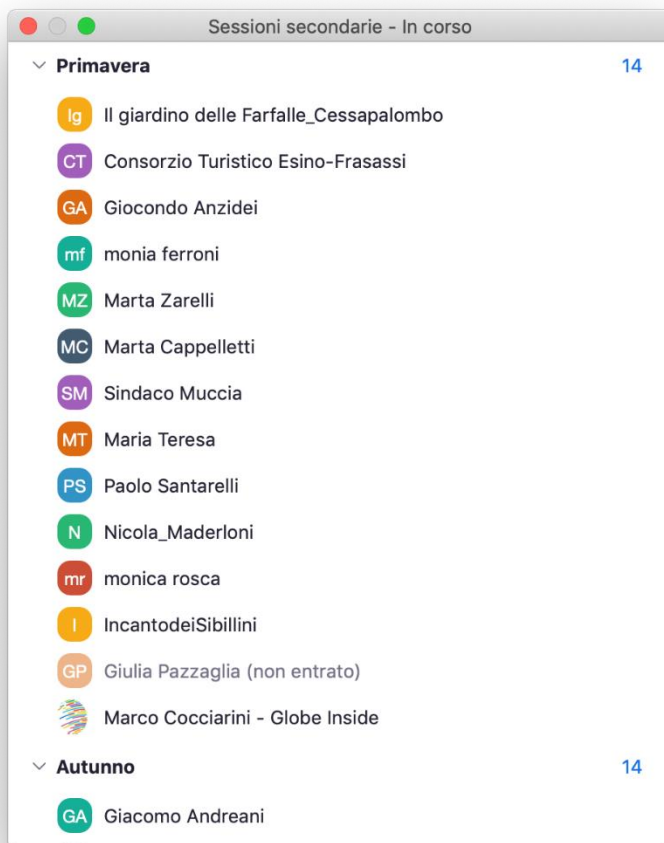 Sessioni secondarie - In corso
Primavera 14
Ig Il giardino delle Farfalle_Cessapalombo
CT Consorzio Turistico Esino-Frasassi
GA Giocondo Anzidei
mf monia ferroni
MZ Marta Zarelli
MC Marta Cappelletti
SM Sindaco Muccia
MT Maria Teresa
PS Paolo Santarelli
N Nicola_Maderloni
mr monica rosca
I IncantodeiSibillini
GP Giulia Pazzaglia (non entrato)
Marco Cocciarini - Globe Inside
Autunno 14
GA Giacomo Andreani